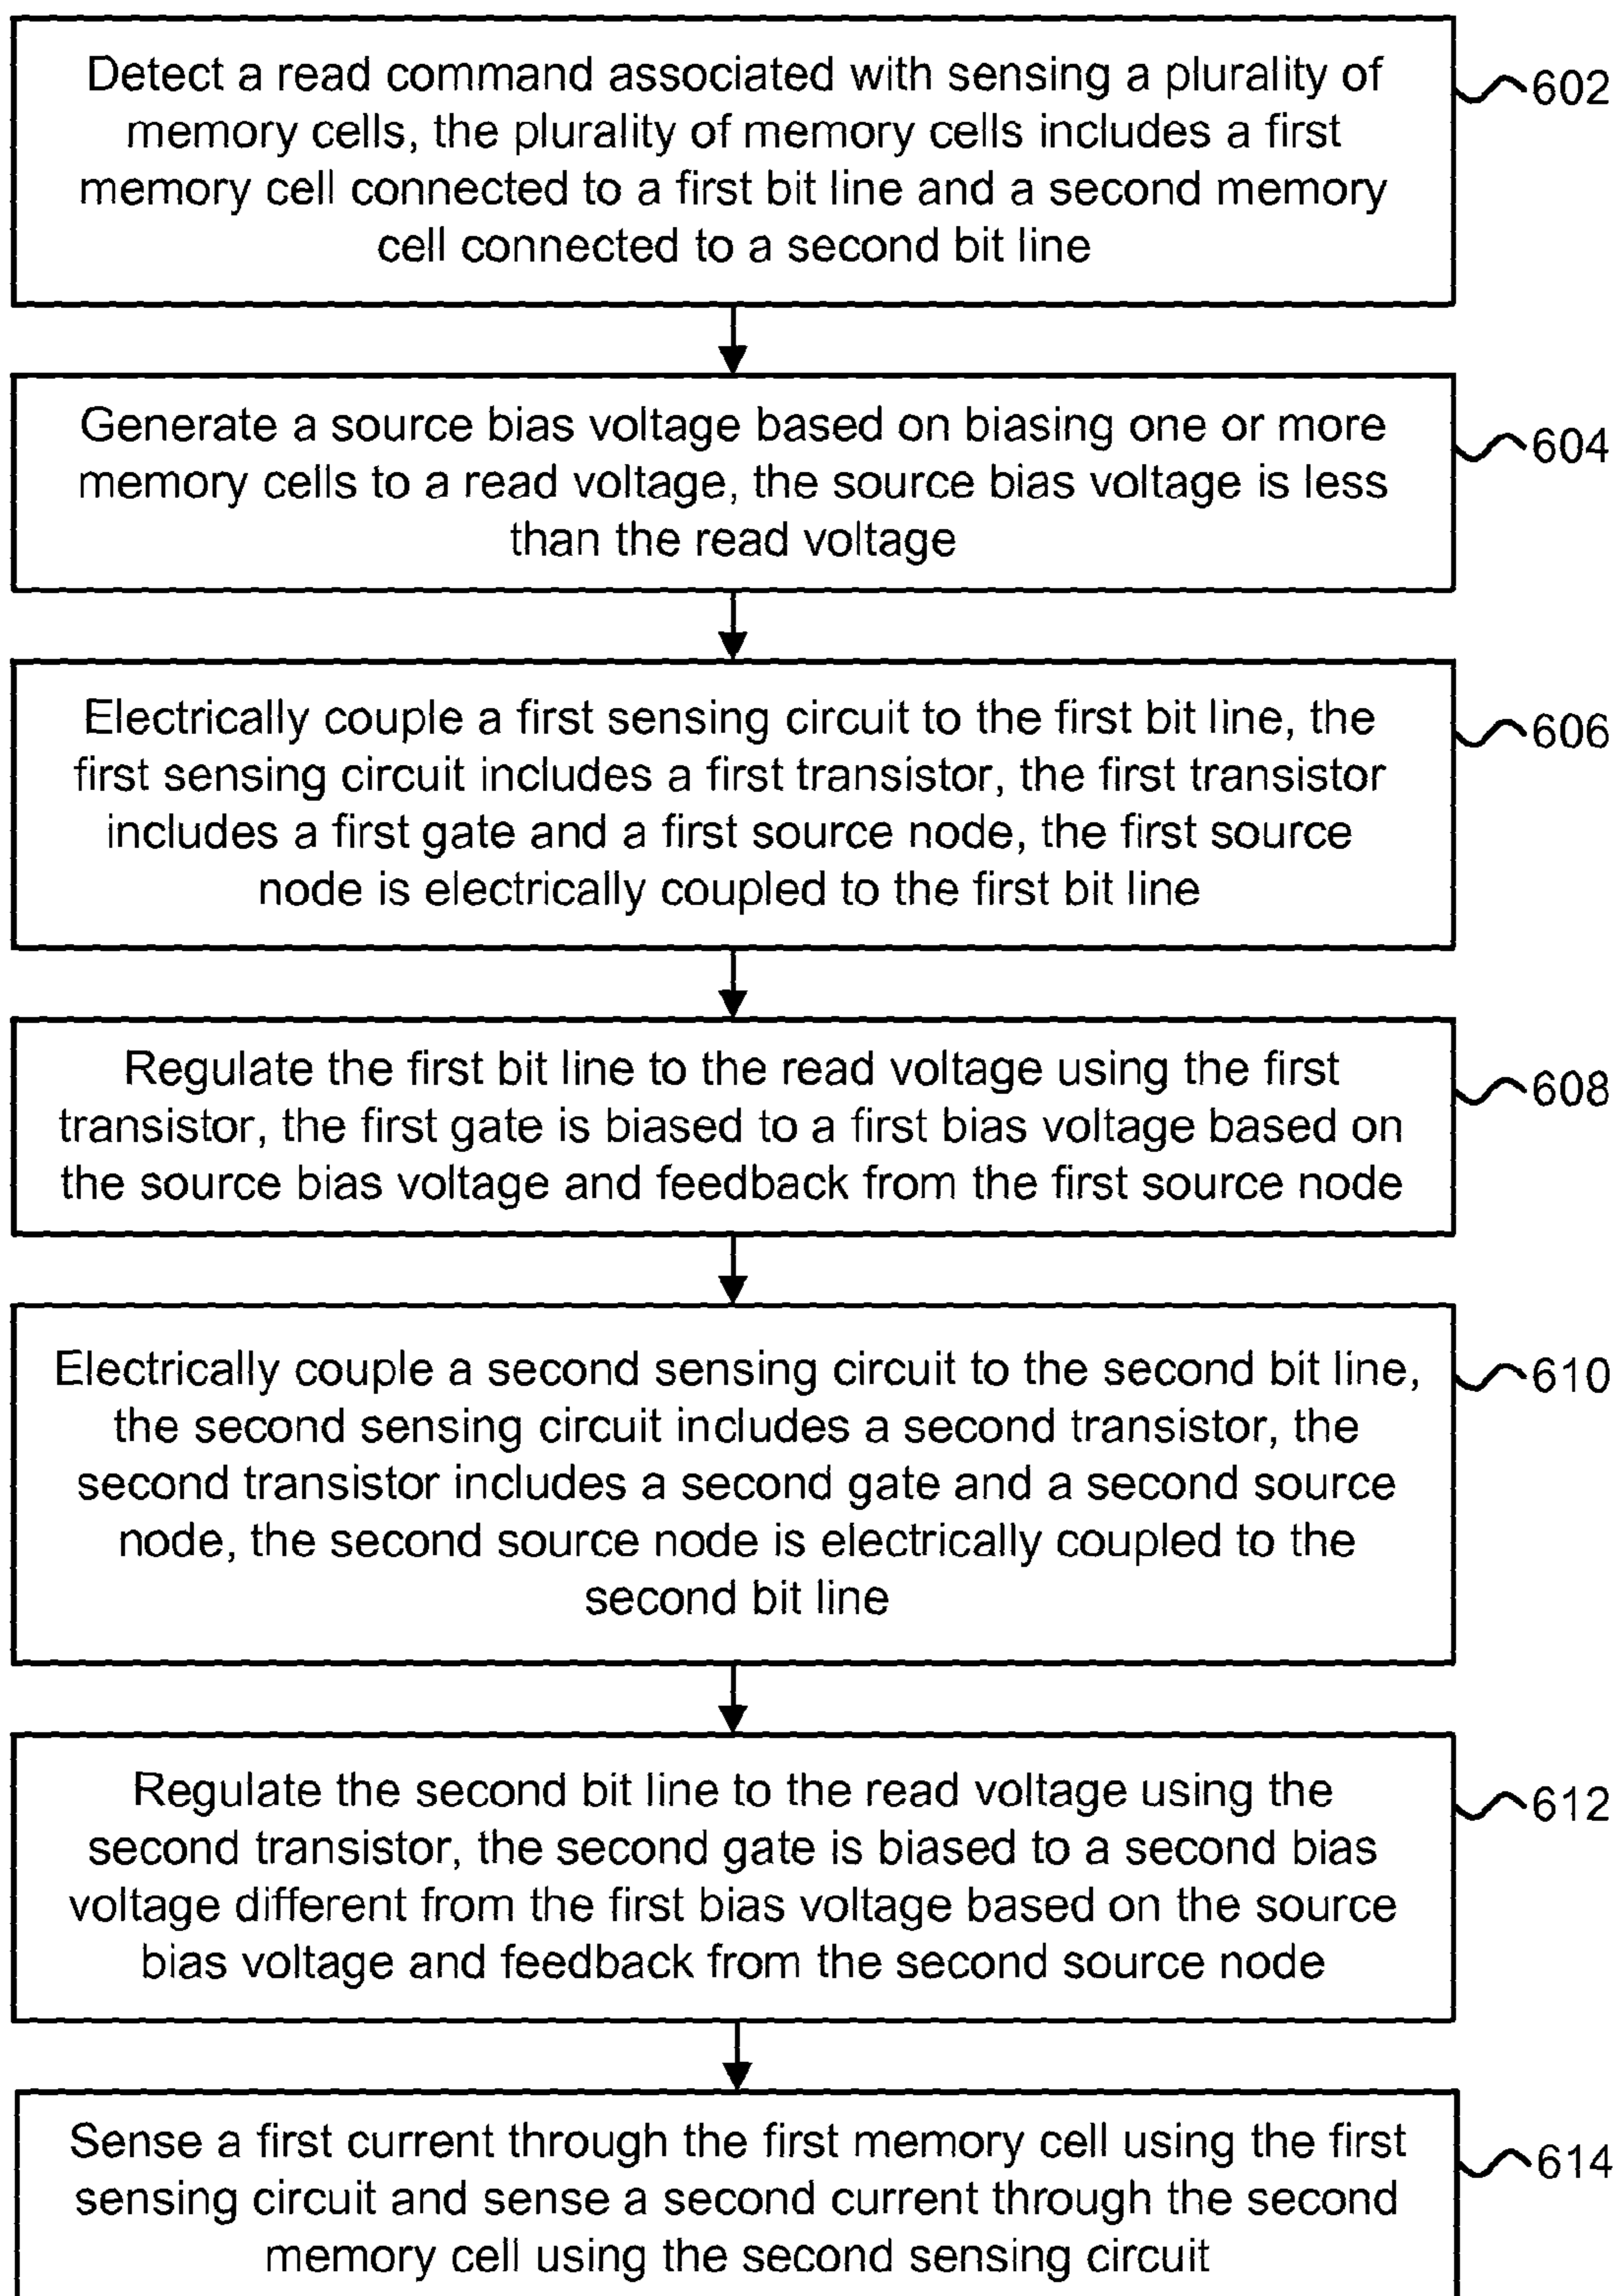 Detect a read command associated with sensing a plurality of
memory cells, the plurality of memory cells includes a first
memory cell connected to a first bit line and a second memory
cell connected to a second bit line
602
Generate a source bias voltage based on biasing one or more
memory cells to a read voltage, the source bias voltage is less
than the read voltage
604
Electrically couple a first sensing circuit to the first bit line, the
first sensing circuit includes a first transistor, the first transistor
includes a first gate and a first source node, the first source
node is electrically coupled to the first bit line
606
Regulate the first bit line to the read voltage using the first
transistor, the first gate is biased to a first bias voltage based on
the source bias voltage and feedback from the first source node
608
Electrically couple a second sensing circuit to the second bit line,
the second sensing circuit includes a second transistor, the
second transistor includes a second gate and a second source
node, the second source node is electrically coupled to the
second bit line
610
Regulate the second bit line to the read voltage using the
second transistor, the second gate is biased to a second bias
voltage different from the first bias voltage based on the source
bias voltage and feedback from the second source node
612
Sense a first current through the first memory cell using the first
sensing circuit and sense a second current through the second
memory cell using the second sensing circuit
614